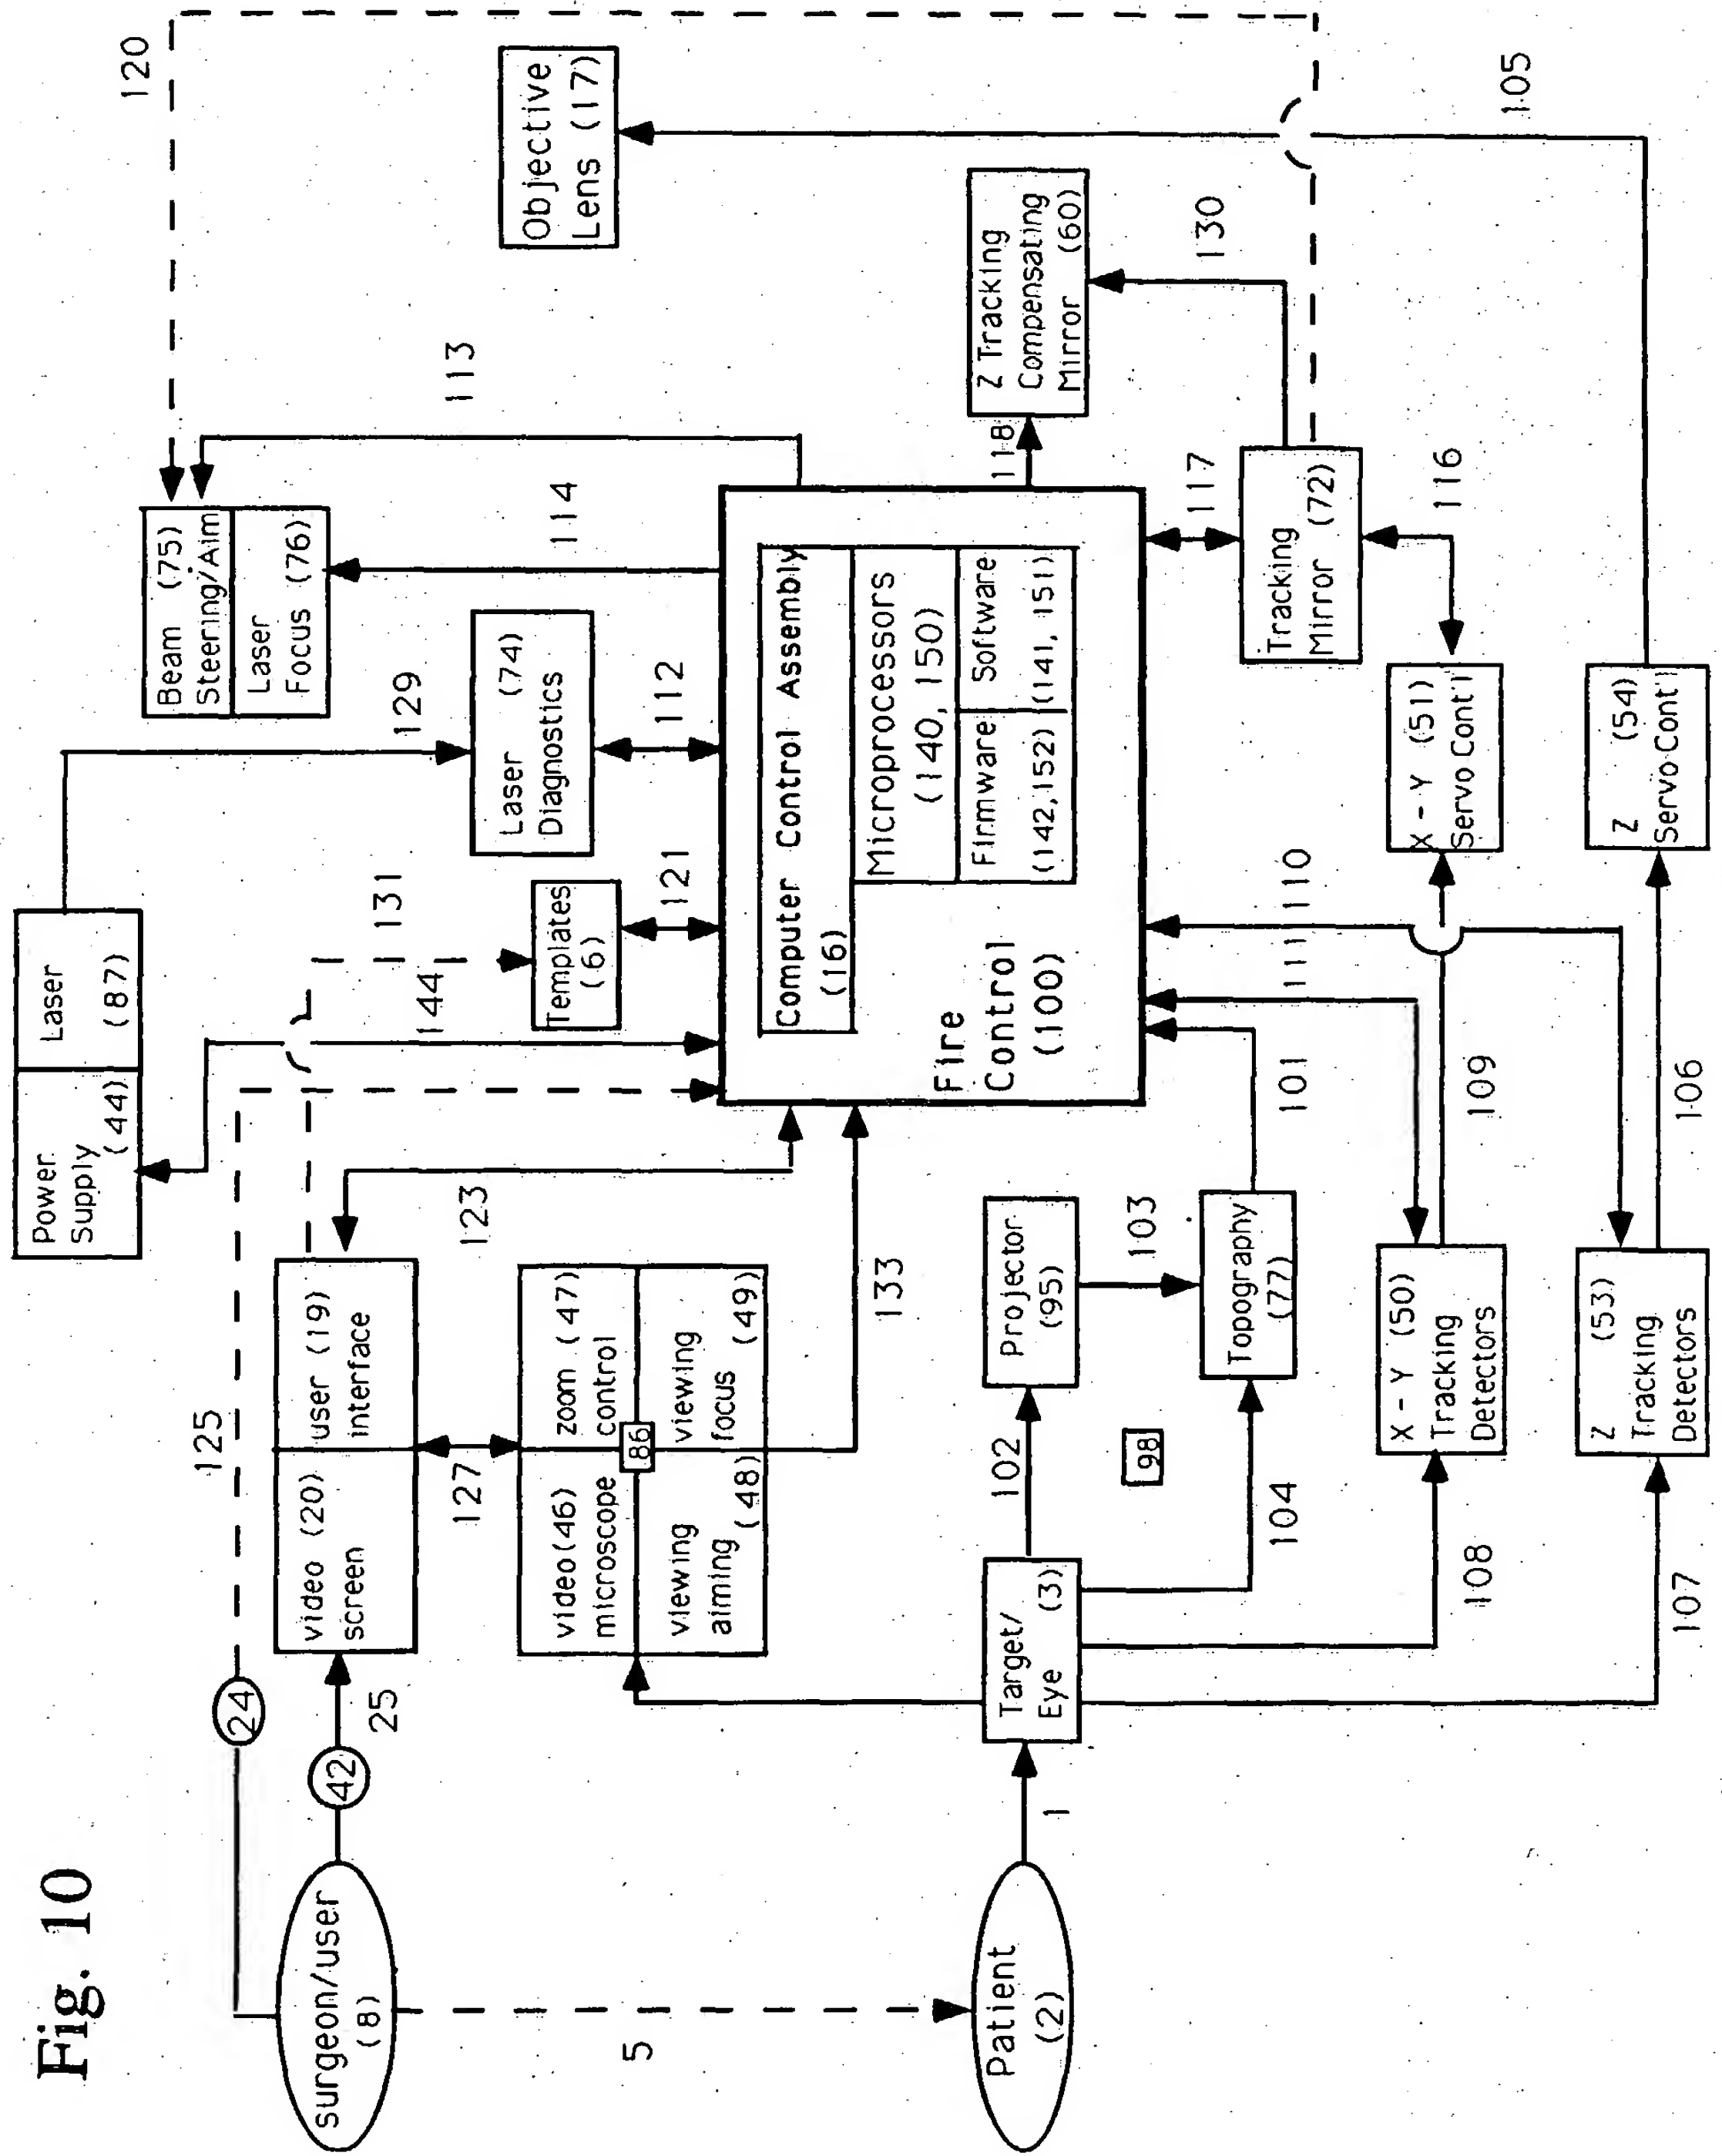 Fig. 10
surgeon/user
(8)
5
Patient
(2)
1
24
42
25
125
video (20)
screen
user (19)
interface
127
123
video(46)
microscope
zoom (47)
control
86
viewing
aiming
(48)
viewing
focus
(49)
133
Power
Supply
(44)
Laser
(87)
144
131
129
Templates
(6)
121
Laser (74)
Diagnostics
112
Beam (75)
Steering/Aim
Laser
Focus (76)
114
113
120
Objective
Lens (17)
105
Computer Control Assembly
(16)
Microprocessors
(140, 150)
Firmware
(142,152)
Software
(141, 151)
Fire
Control
(100)
118
Z Tracking
Compensating
Mirror (60)
130
117
Tracking
Mirror (72)
116
Target/
Eye (3)
102
Projector
(95)
103
98
104
Topography
(77)
101
111
110
108
X - Y (50)
Tracking
Detectors
109
X - Y (51)
Servo Cont'l
107
Z (53)
Tracking
Detectors
106
Z (54)
Servo Cont'l